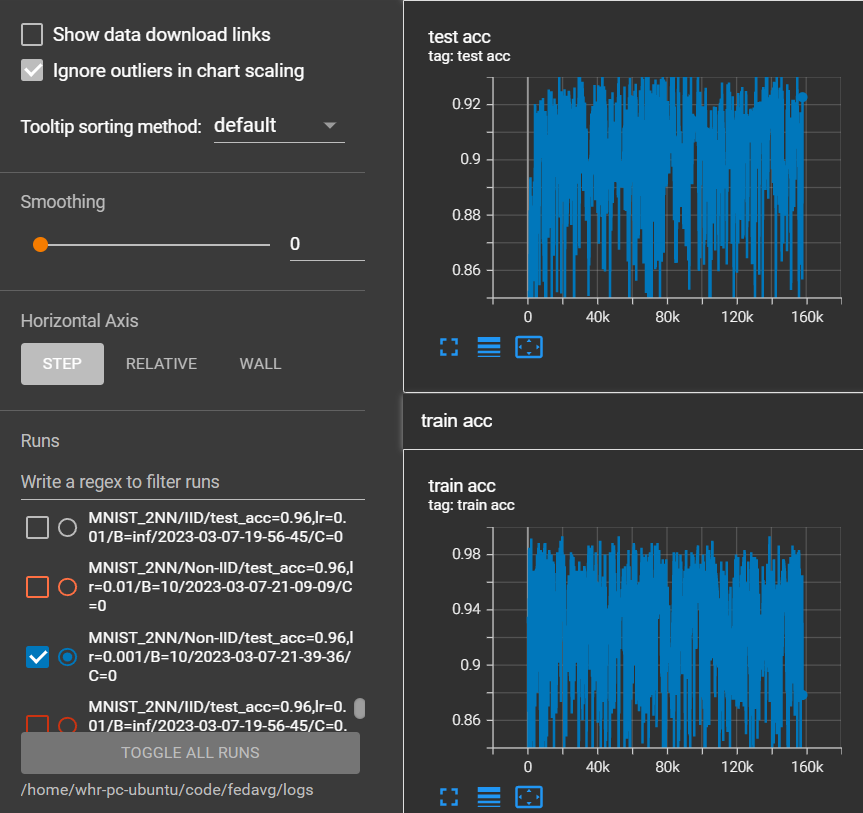 Show data download links
Ignore outliers in chart scaling
Tooltip sorting method: default
Smoothing
0
Horizontal Axis
STEP RELATIVE WALL
Runs
Write a regex to filter runs
MNIST_2NN/IID/test_acc=0.96,lr=0.
01/B=inf/2023-03-07-19-56-45/C=0
MNIST_2NN/Non-IID/test_acc=0.96,l
r=0.01/B=10/2023-03-07-21-09-09/C
=0
MNIST_2NN/Non-IID/test_acc=0.96,l
r=0.001/B=10/2023-03-07-21-39-36/
C=0
MNIST_2NN/IID/test_acc=0.96,lr=0.
01/B=inf/2023-03-07-19-56-45/C=0.
TOGGLE ALL RUNS
/home/whr-pc-ubuntu/code/fedavg/logs
test acc
tag: test acc
0.92
0.9
0.88
0.86
0 40k 80k 120k 160k
train acc
train acc
tag: train acc
0.98
0.94
0.9
0.86
0 40k 80k 120k 160k